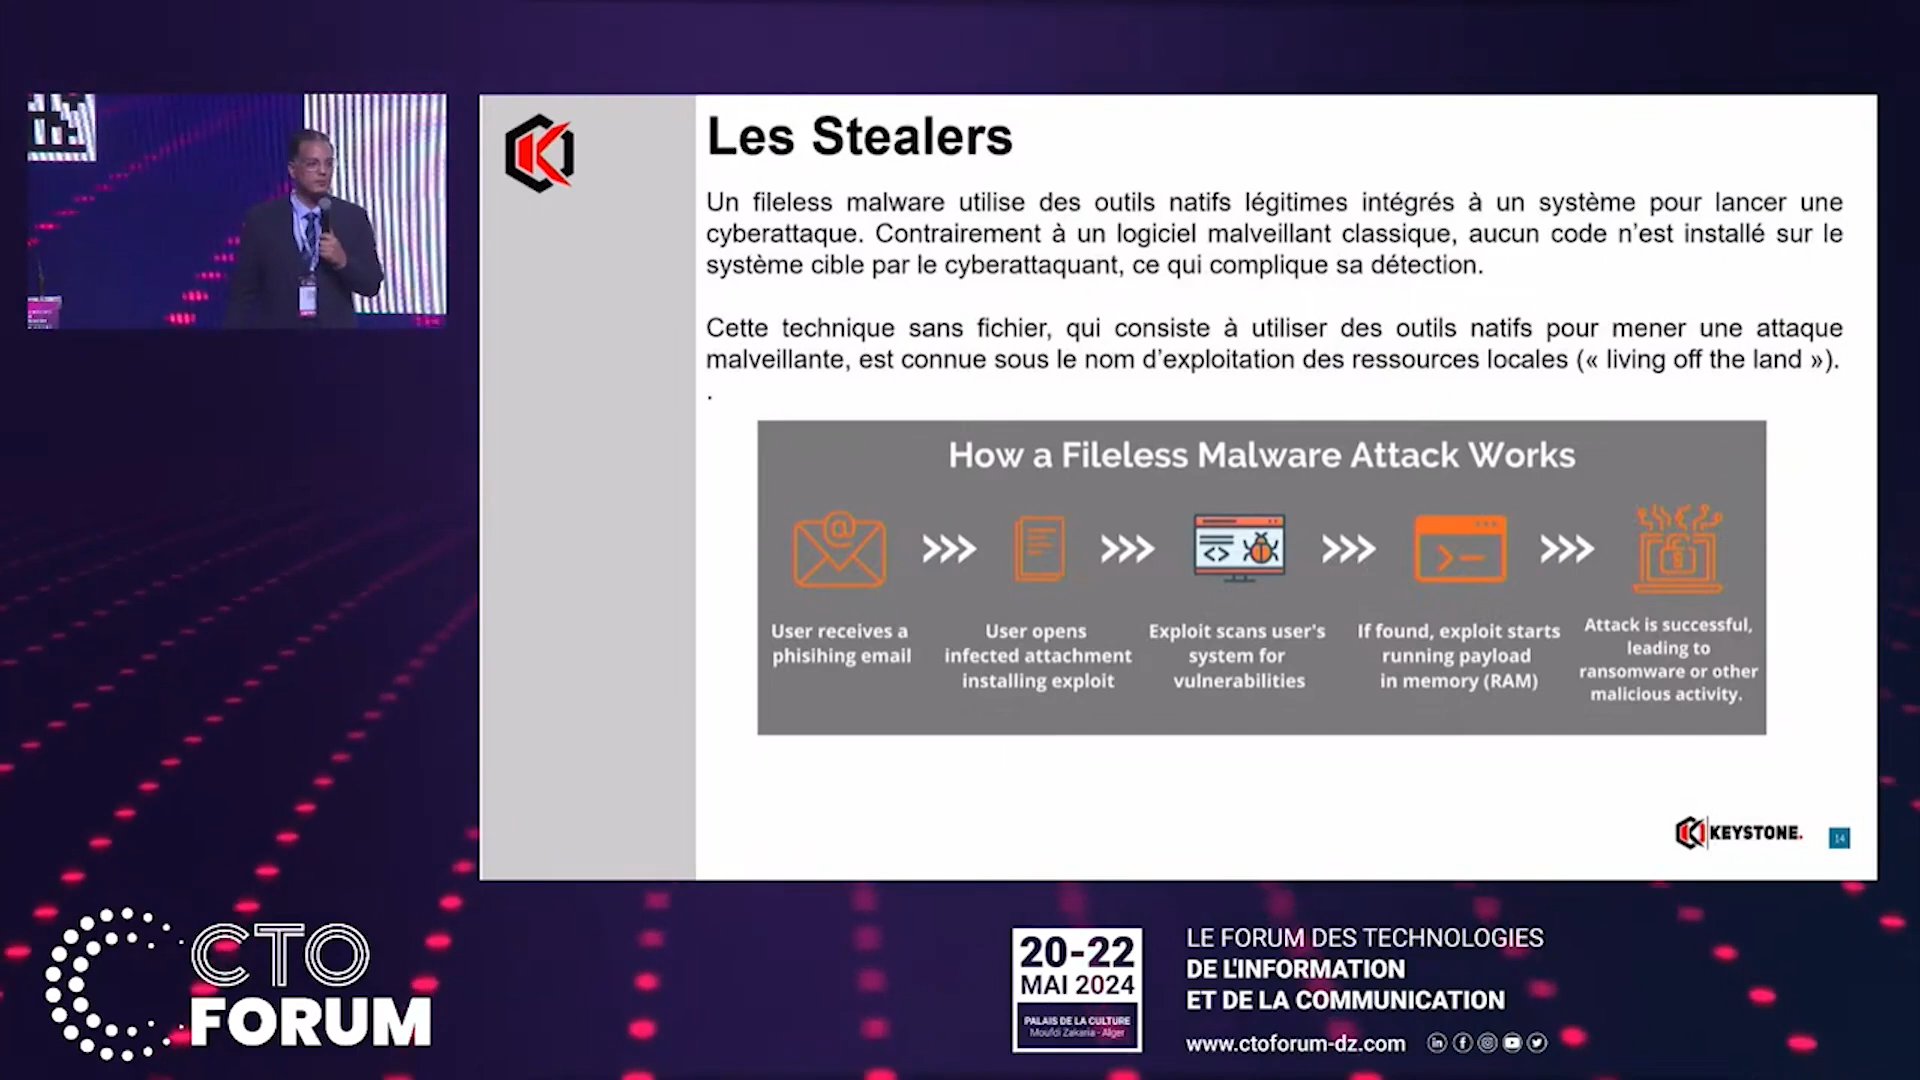 Les Stealers
Un fileless malware utilise des outils natifs légitimes intégrés à un système pour lancer une
cyberattaque. Contrairement à un logiciel malveillant classique, aucun code n’est installé sur le
système cible par le cyberattaquant, ce qui complique sa détection.
Cette technique sans fichier, qui consiste à utiliser des outils natifs pour mener une attaque
malveillante, est connue sous le nom d’exploitation des ressources locales (« living off the land »).
.
How a Fileless Malware Attack Works
User receives a
phisihing email
User opens
infected attachment
installing exploit
Exploit scans user's
system for
vulnerabilities
If found, exploit starts
running payload
in memory (RAM)
Attack is successful,
leading to
ransomware or other
malicious activity.
KEYSTONE.
14
CTO
FORUM
20-22
MAI 2024
PALAIS DE LA CULTURE
Moufdi Zakaria - Alger
LE FORUM DES TECHNOLOGIES
DE L'INFORMATION
ET DE LA COMMUNICATION
www.ctoforum-dz.com